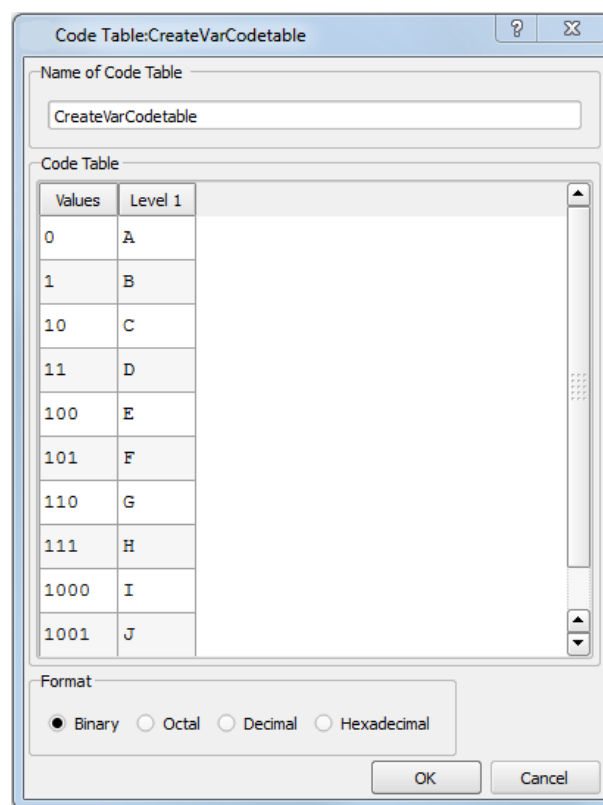 Code Table:CreateVarCodetable
Name of Code Table
CreateVarCodetable
Code Table
Values Level 1
0 A
1 B
10 C
11 D
100 E
101 F
110 G
111 H
1000 I
1001 J
Format
Binary Octal Decimal Hexadecimal
OK Cancel